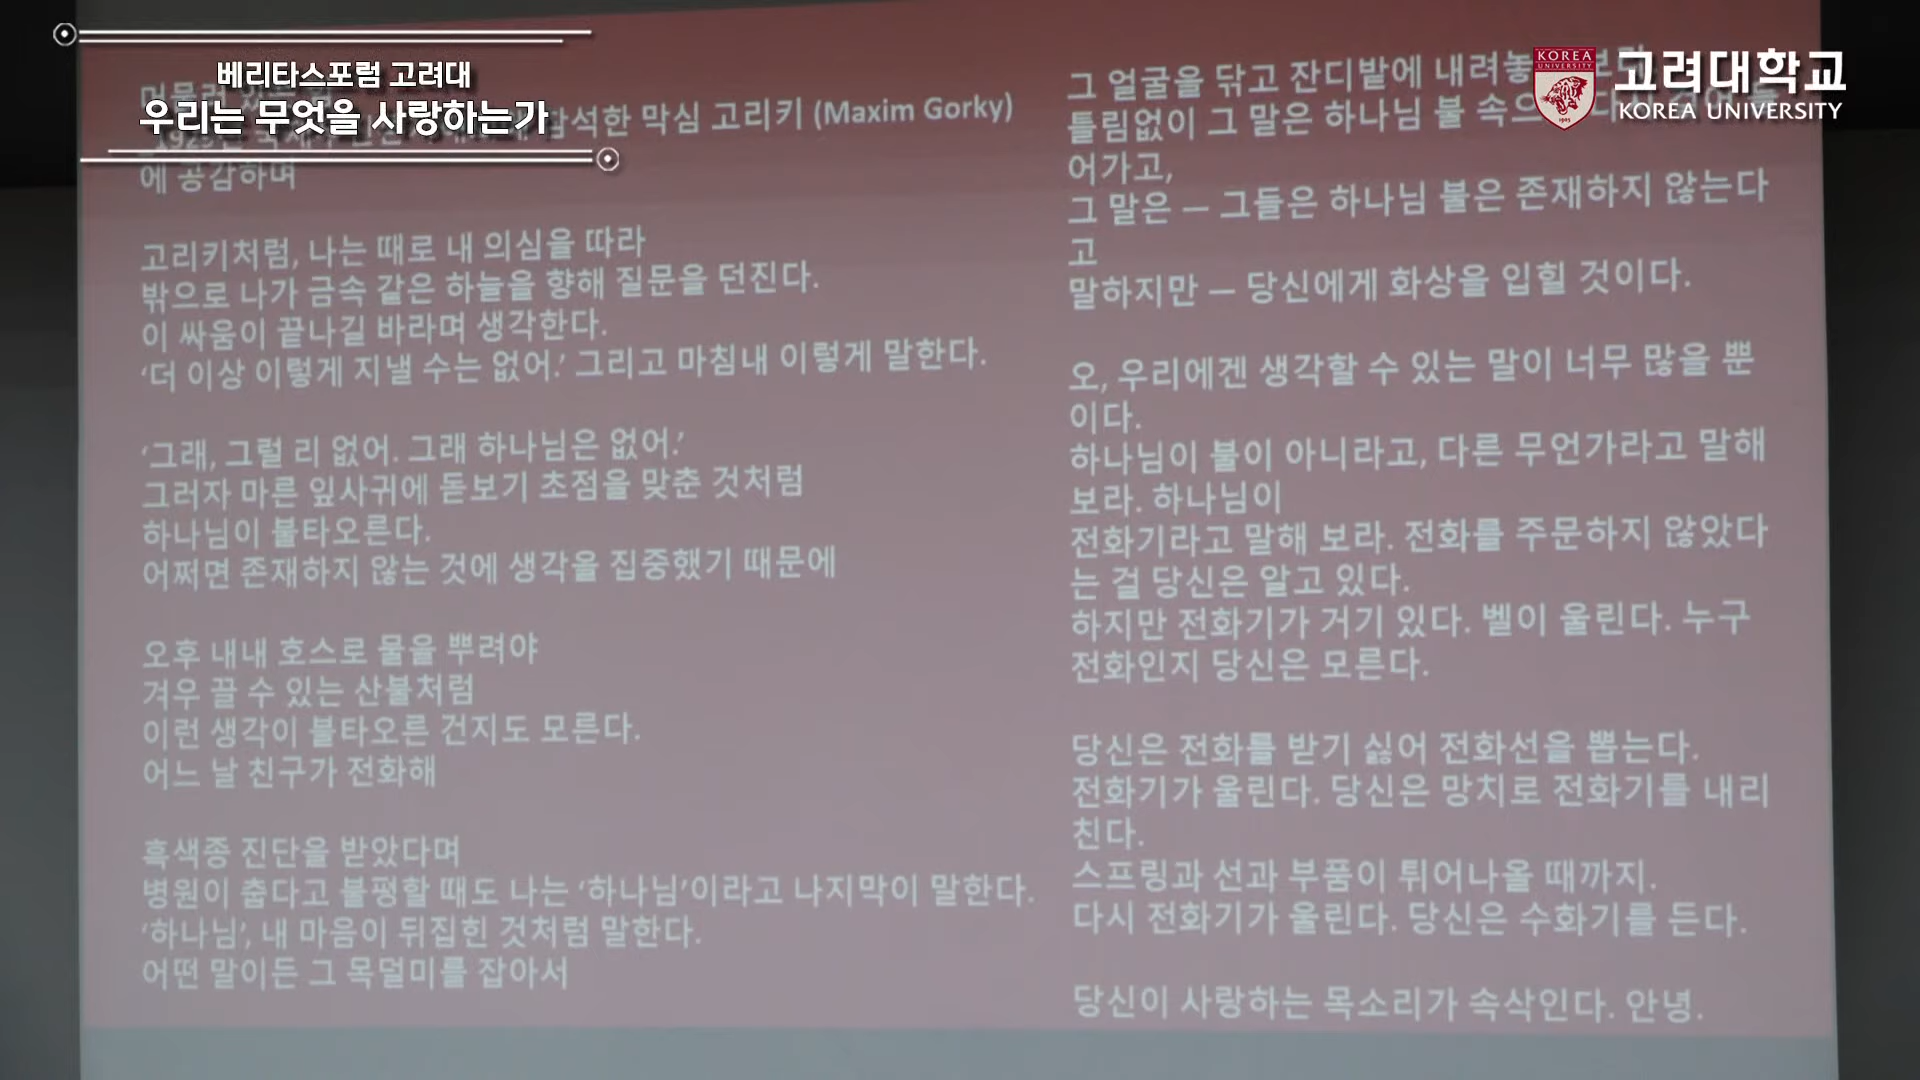 베리타스포럼 고려대
우리는 무엇을 사랑하는가
KOREA
UNIVERSITY
1905
고려대학교
KOREA UNIVERSITY
막심 고리키 (Maxim Gorky)
에 공감하며
고리키처럼, 나는 때로 내 의심을 따라
밖으로 나가 금속 같은 하늘을 향해 질문을 던진다.
이 싸움이 끝나길 바라며 생각한다.
‘더 이상 이렇게 지낼 수는 없어.’ 그리고 마침내 이렇게 말한다.
‘그래, 그럴 리 없어. 그래 하나님은 없어.’
그러자 마른 잎사귀에 돋보기 초점을 맞춘 것처럼
하나님이 불타오른다.
어쩌면 존재하지 않는 것에 생각을 집중했기 때문에
오후 내내 호스로 물을 뿌려야
겨우 끌 수 있는 산불처럼
이런 생각이 불타오른 건지도 모른다.
어느 날 친구가 전화해
흑색종 진단을 받았다며
병원이 춥다고 불평할 때도 나는 ‘하나님’이라고 나지막이 말한다.
‘하나님’, 내 마음이 뒤집힌 것처럼 말한다.
어떤 말이든 그 목덜미를 잡아서
그 얼굴을 닦고 잔디밭에
틀림없이 그 말은 하나님 불 속으
어가고,
그 말은 — 그들은 하나님 불은 존재하지 않는다
고
말하지만 — 당신에게 화상을 입힐 것이다.
오, 우리에겐 생각할 수 있는 말이 너무 많을 뿐
이다.
하나님이 불이 아니라고, 다른 무언가라고 말해
보라. 하나님이
전화기라고 말해 보라. 전화를 주문하지 않았다
는 걸 당신은 알고 있다.
하지만 전화기가 거기 있다. 벨이 울린다. 누구
전화인지 당신은 모른다.
당신은 전화를 받기 싫어 전화선을 뽑는다.
전화기가 울린다. 당신은 망치로 전화기를 내리
친다.
스프링과 선과 부품이 튀어나올 때까지.
다시 전화기가 울린다. 당신은 수화기를 든다.
당신이 사랑하는 목소리가 속삭인다. 안녕.